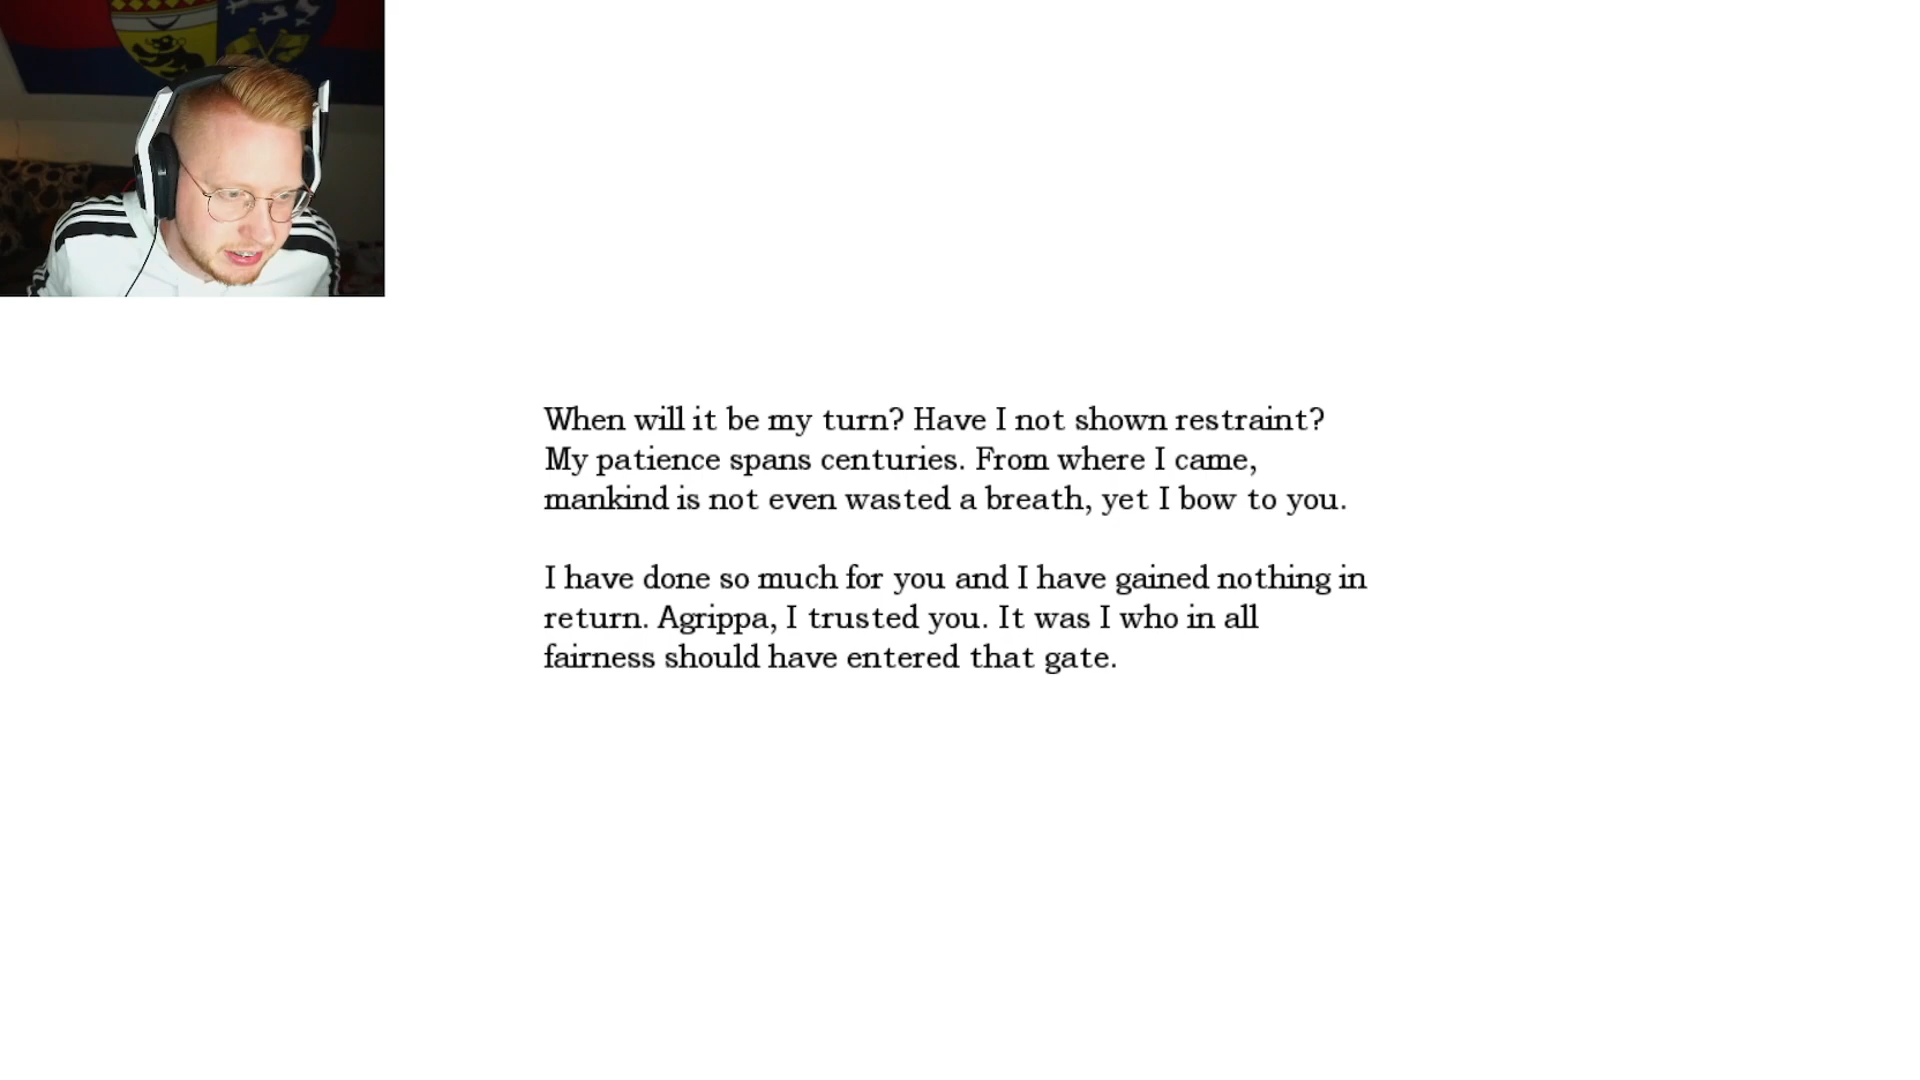 When will it be my turn? Have I not shown restraint?
My patience spans centuries. From where I came,
mankind is not even wasted a breath, yet I bow to you.
I have done so much for you and I have gained nothing in
return. Agrippa, I trusted you. It was I who in all
fairness should have entered that gate.